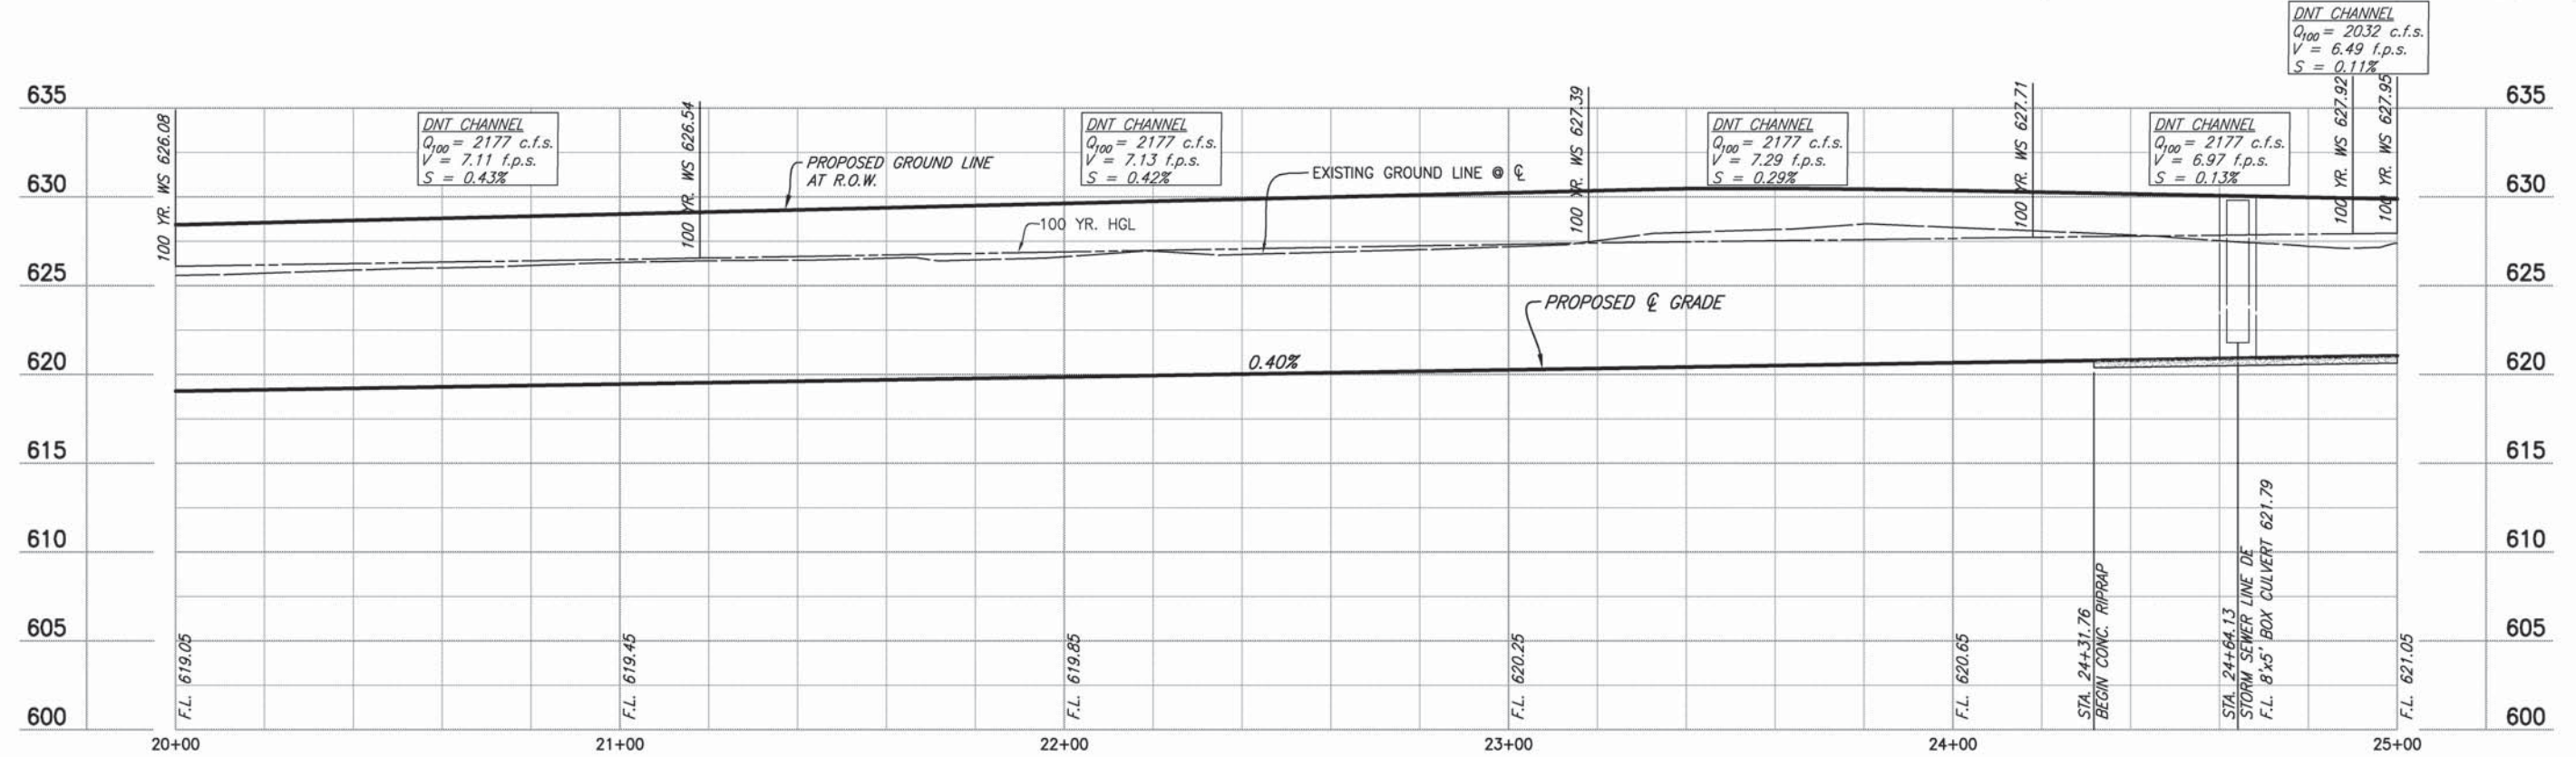 DNT CHANNEL
Q100 = 2032 c.f.s.
V = 6.49 f.p.s.
S = 0.11%
635
635
100 YR. WS 626.08
DNT CHANNEL
Q100 = 2177 c.f.s.
V = 7.11 f.p.s.
S = 0.43%
100 YR. WS 626.54
PROPOSED GROUND LINE
AT R.O.W.
DNT CHANNEL
Q100 = 2177 c.f.s.
V = 7.13 f.p.s.
S = 0.42%
EXISTING GROUND LINE @ ℄
100 YR. WS 627.39
DNT CHANNEL
Q100 = 2177 c.f.s.
V = 7.29 f.p.s.
S = 0.29%
100 YR. WS 627.71
DNT CHANNEL
Q100 = 2177 c.f.s.
V = 6.97 f.p.s.
S = 0.13%
100 YR. WS 627.92
100 YR. WS 627.95
630
630
100 YR. HGL
625
625
PROPOSED ℄ GRADE
620
0.40%
620
615
615
610
610
605
605
F.L. 619.05
F.L. 619.45
F.L. 619.85
F.L. 620.25
F.L. 620.65
STA. 24+31.76
BEGIN CONC. RIPRAP
STA. 24+64.13
STORM SEWER LINE DE
F.L. 8'x5' BOX CULVERT 621.79
F.L. 621.05
600
600
20+00
21+00
22+00
23+00
24+00
25+00